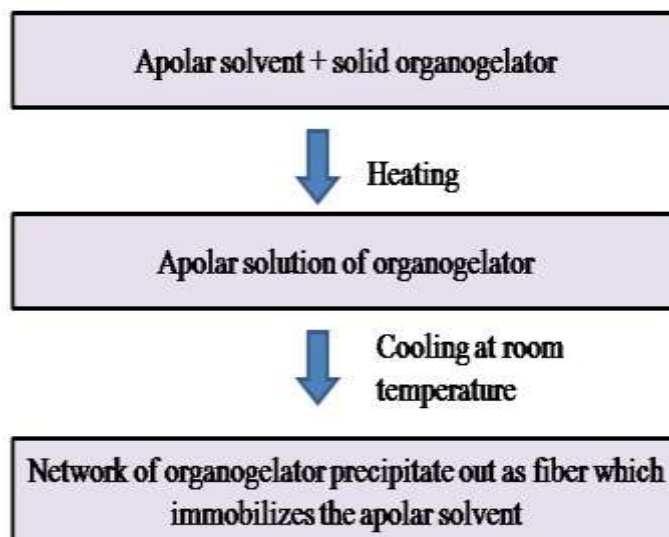 Apolar solvent + solid organogelator
Heating
Apolar solution of organogelator
Cooling at room
temperature
Network of organogelator precipitate out as fiber which
immobilizes the apolar solvent